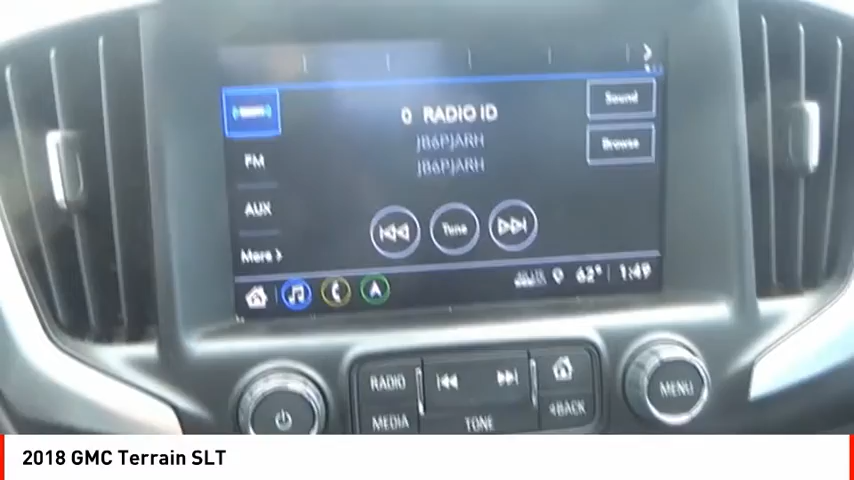 0 RADIO ID
Sound
JB6PJARH
Browse
FM
JB6PJARH
AUX
Tune
More >
62° 1:49
RADIO
MENU
MEDIA TONE <BACK
2018 GMC Terrain SLT